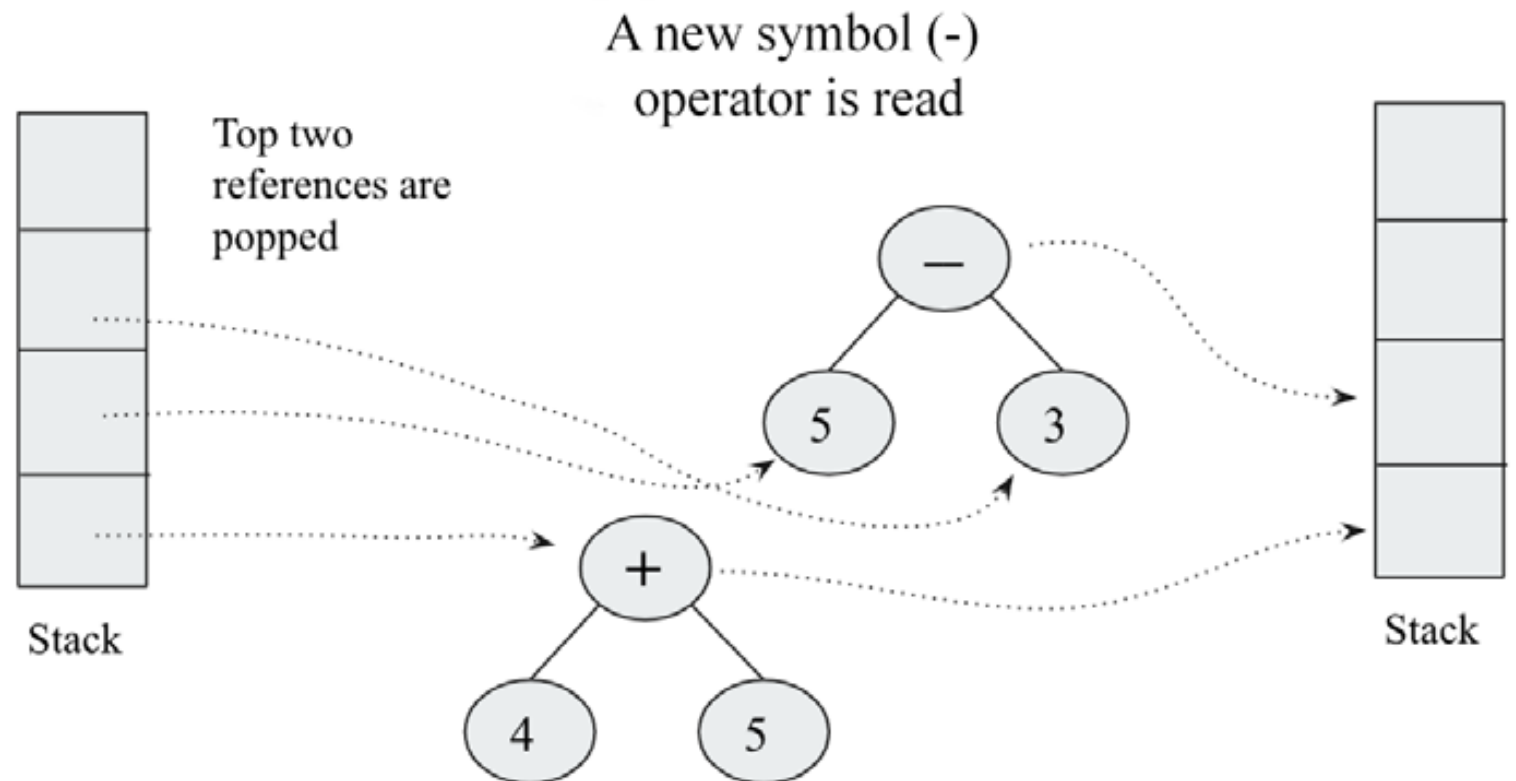 A new symbol (-)
operator is read
Top two
references are
popped
–
5
3
+
4
5
Stack
Stack